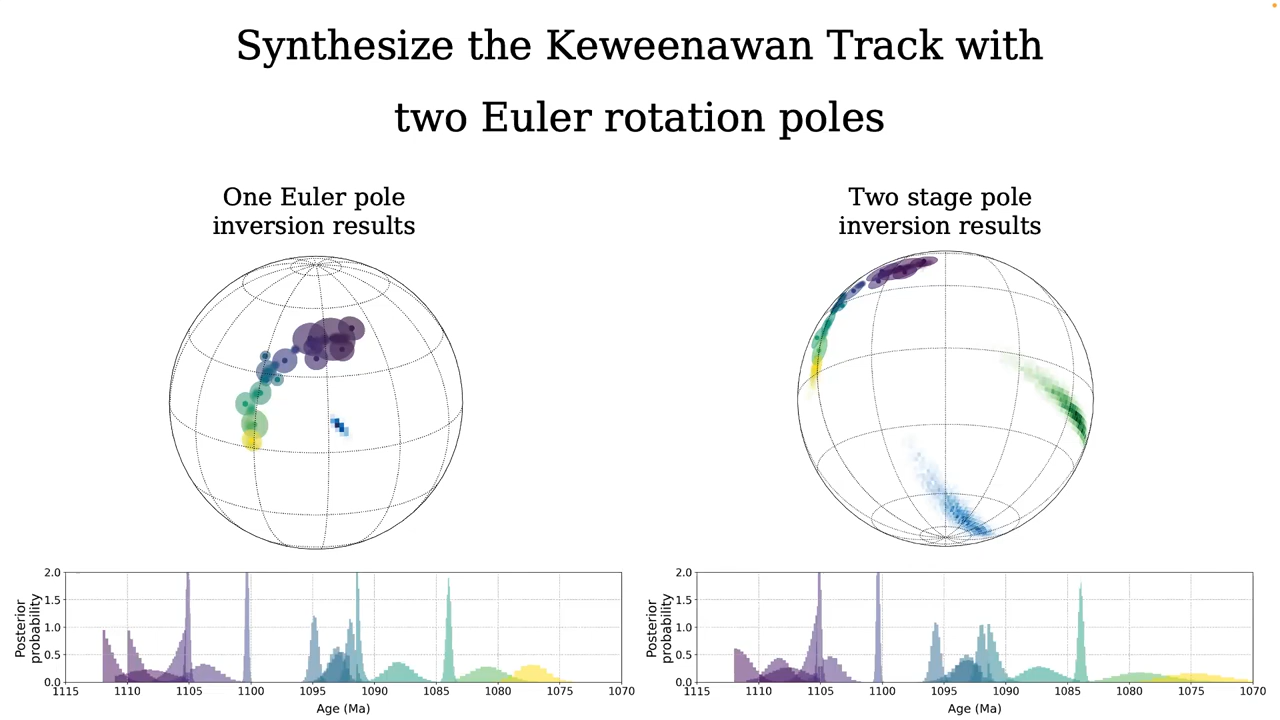 Synthesize the Keweenawan Track with
two Euler rotation poles
One Euler pole
inversion results
Two stage pole
inversion results
Posterior
probability
2.0
1.5
1.0
0.5
0.0
1115 1110 1105 1100 1095 1090 1085 1080 1075 1070
Age (Ma)
Posterior
probability
2.0
1.5
1.0
0.5
0.0
1115 1110 1105 1100 1095 1090 1085 1080 1075 1070
Age (Ma)